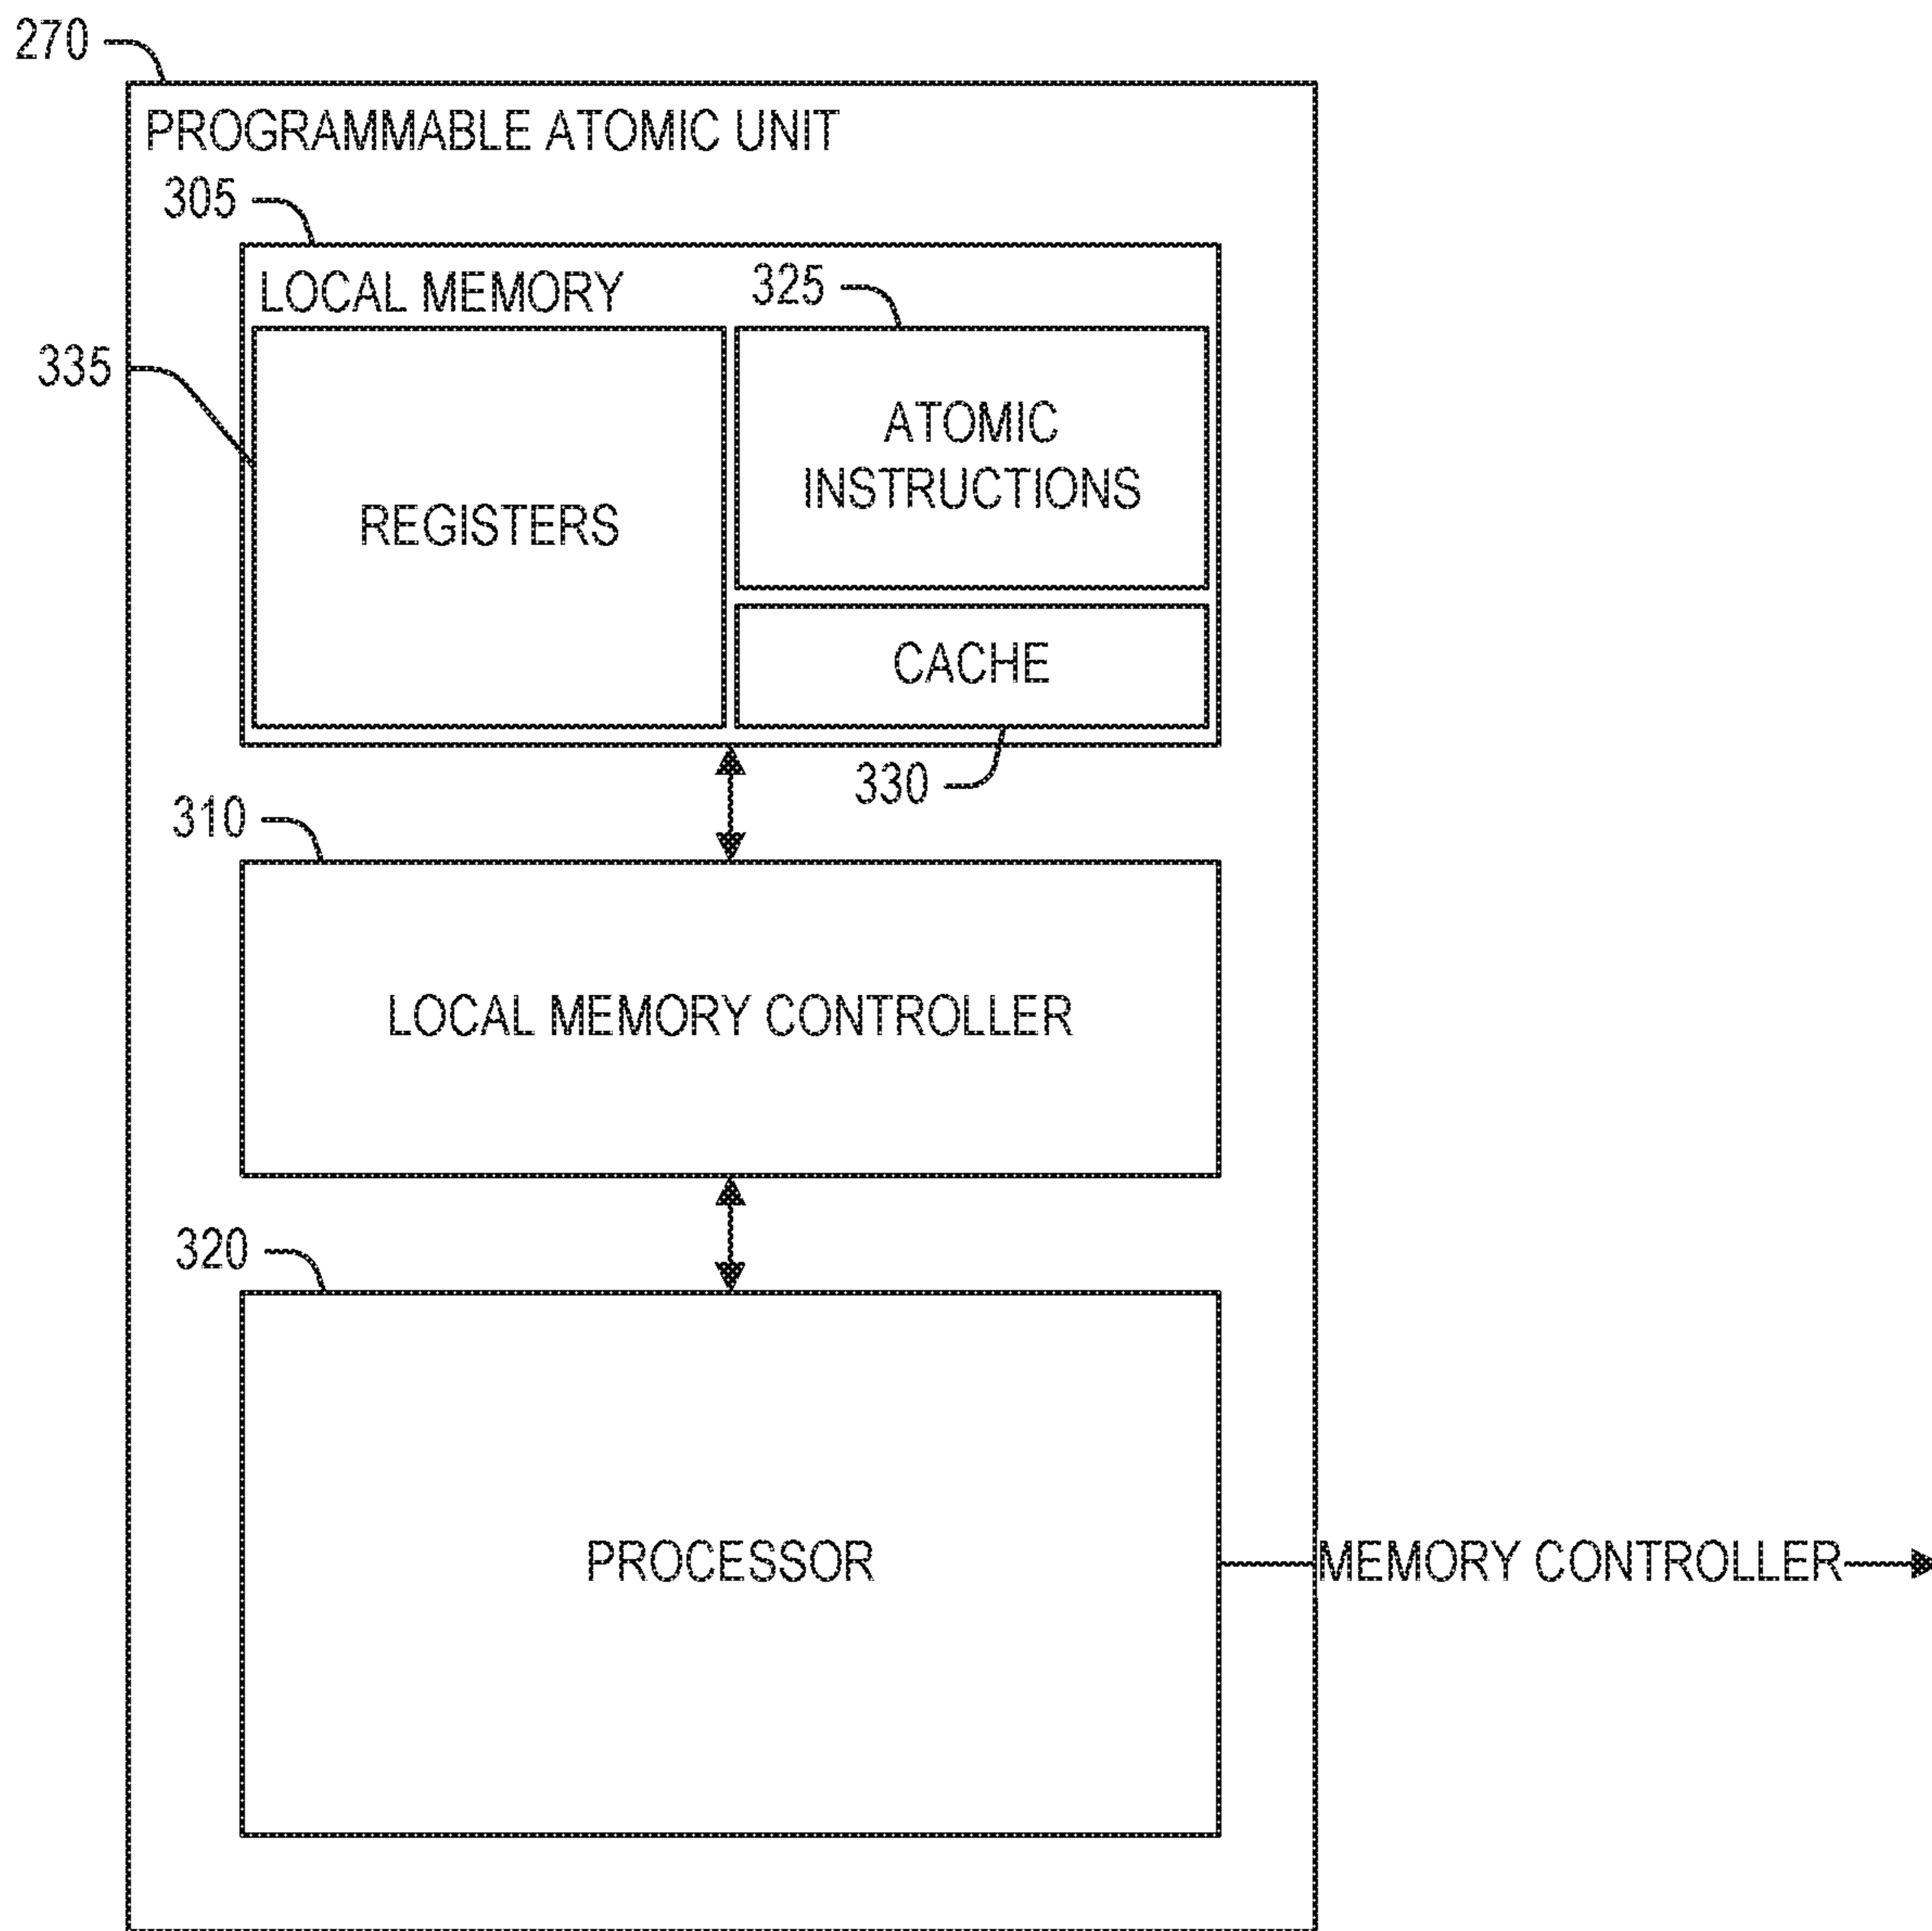 270
PROGRAMMABLE ATOMIC UNIT
305
LOCAL MEMORY
325
335
REGISTERS
ATOMIC
INSTRUCTIONS
CACHE
330
310
LOCAL MEMORY CONTROLLER
320
PROCESSOR
MEMORY CONTROLLER